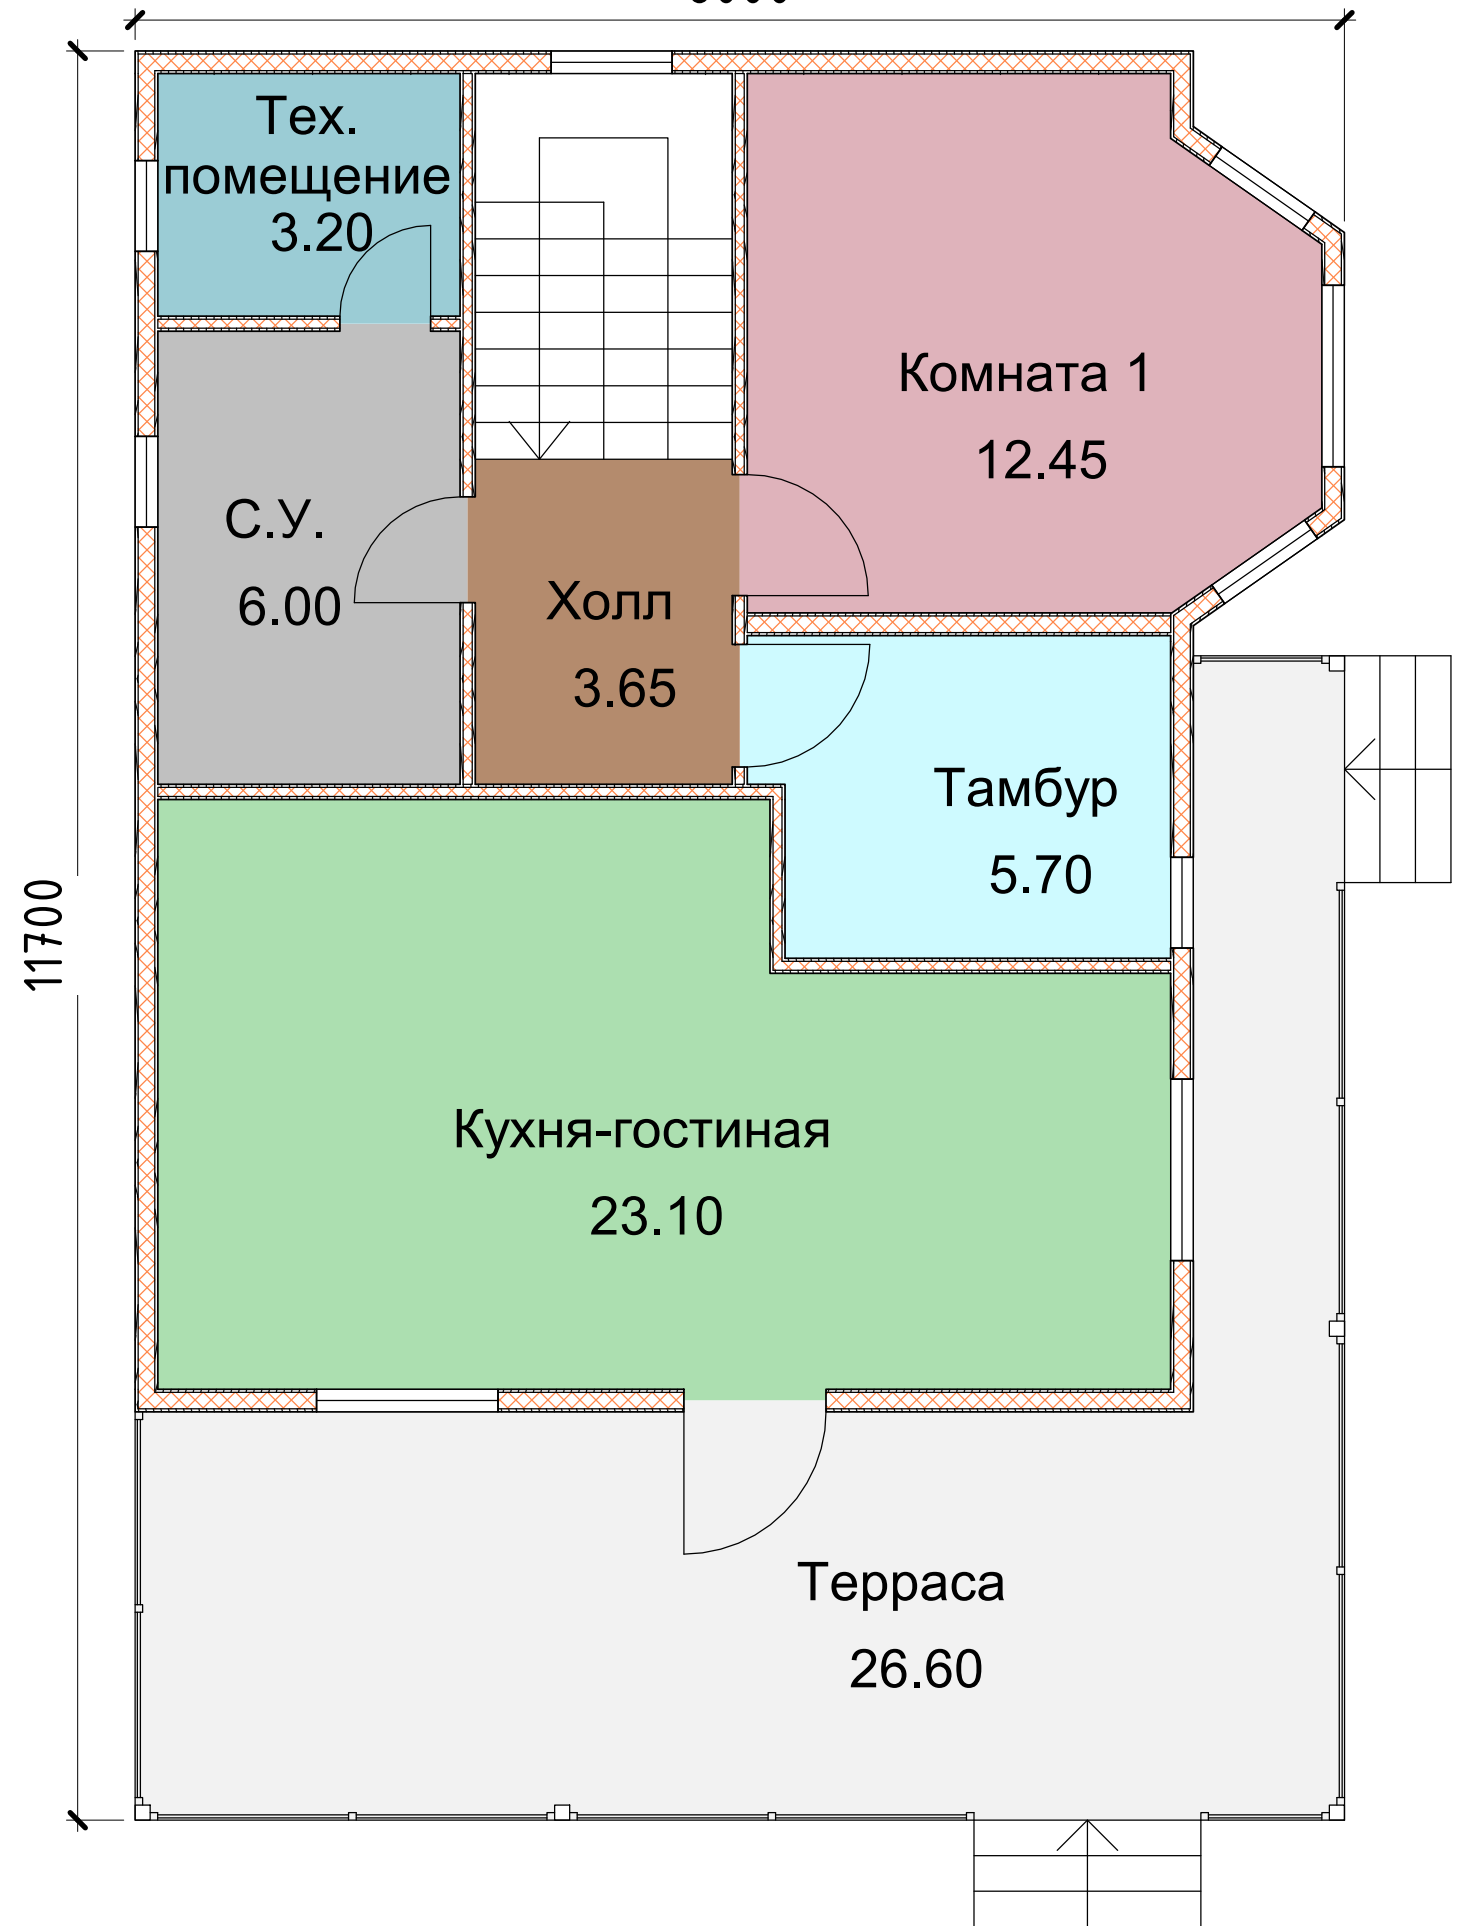 Тех.
помещение
3.20
Комната 1
12.45
С.У.
6.00
Холл
3.65
Тамбур
5.70
11700
Кухня-гостиная
23.10
Терраса
26.60